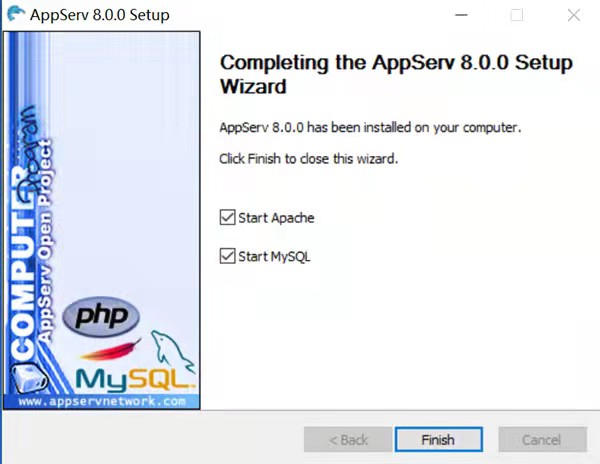 AppServ 8.0.0 Setup
Completing the AppServ 8.0.0 Setup
Wizard
AppServ 8.0.0 has been installed on your computer.
Click Finish to close this wizard.
Start Apache
Start MySQL
COMPUTER
Program
AppServ Open Project
php
MySQL
www.appservnetwork.com
< Back
Finish
Cancel